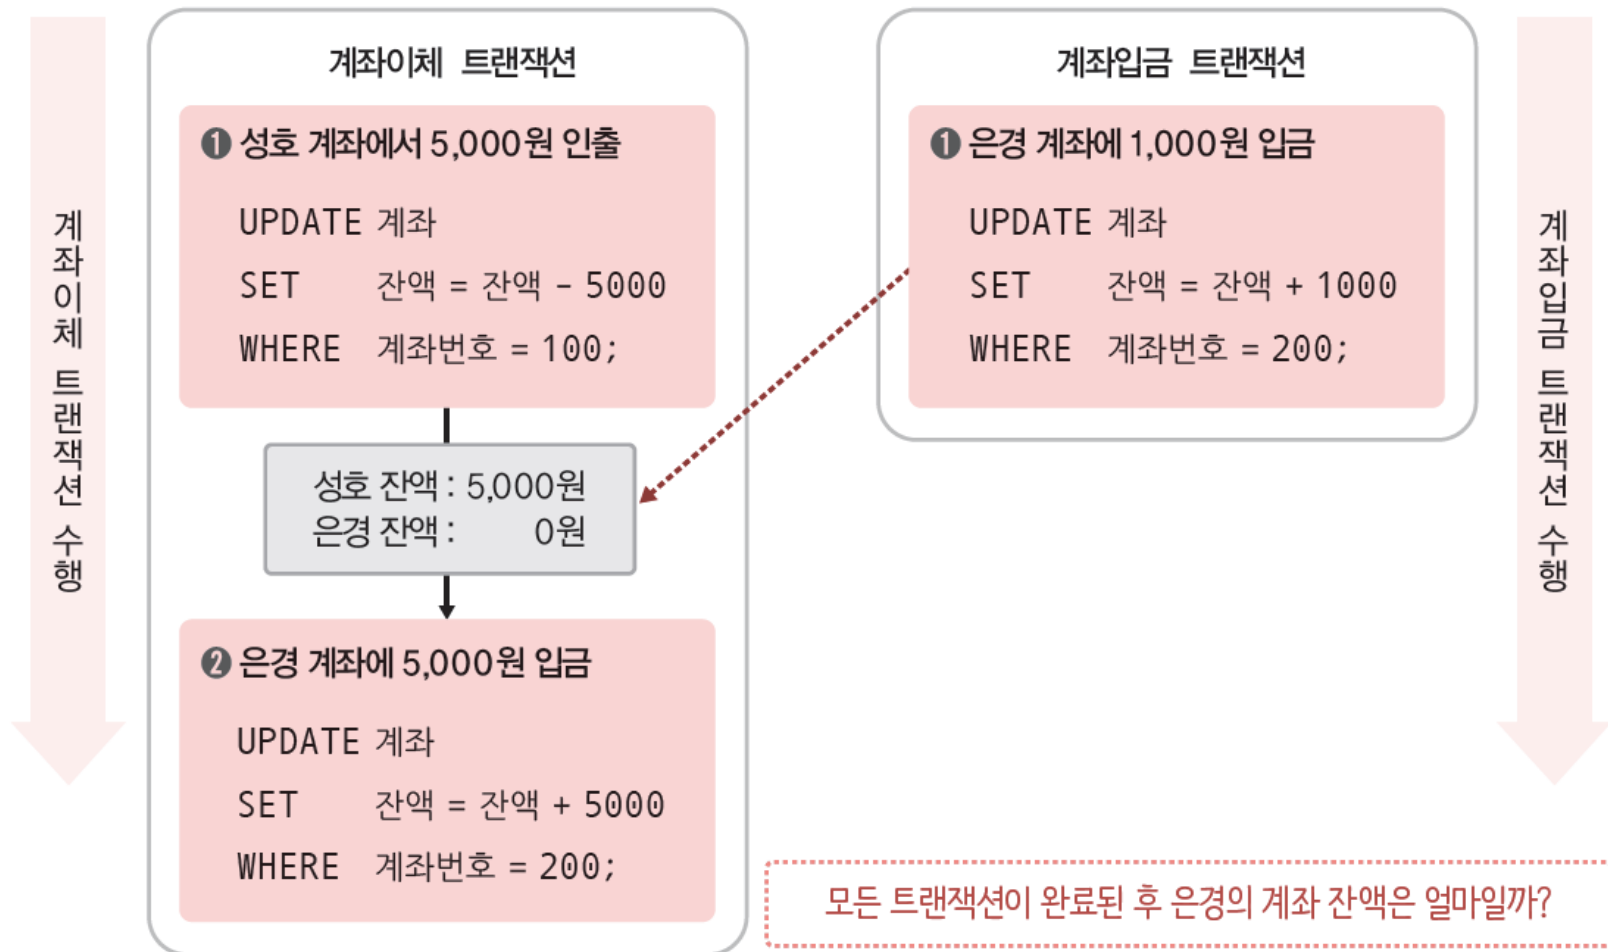 계좌이체 트랜잭션 수행
계좌이체 트랜잭션
❶ 성호 계좌에서 5,000원 인출
UPDATE 계좌
SET 잔액 = 잔액 - 5000
WHERE 계좌번호 = 100;
성호 잔액 : 5,000원
은경 잔액 : 0원
❷ 은경 계좌에 5,000원 입금
UPDATE 계좌
SET 잔액 = 잔액 + 5000
WHERE 계좌번호 = 200;
계좌입금 트랜잭션
❶ 은경 계좌에 1,000원 입금
UPDATE 계좌
SET 잔액 = 잔액 + 1000
WHERE 계좌번호 = 200;
계좌입금 트랜잭션 수행
모든 트랜잭션이 완료된 후 은경의 계좌 잔액은 얼마일까?